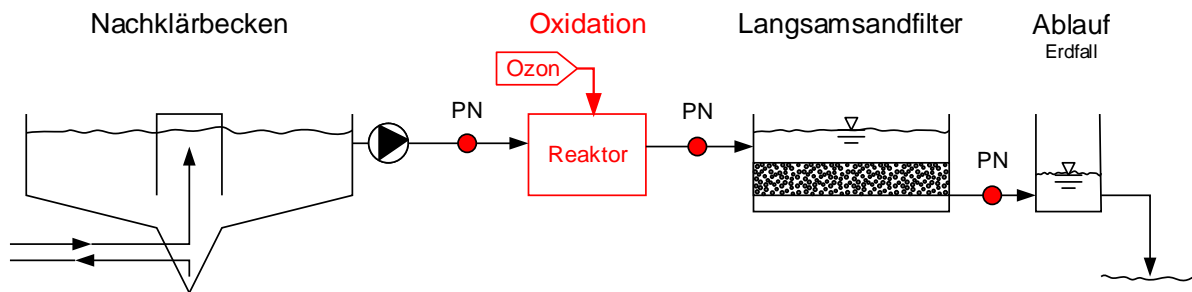 Nachklärbecken
Oxidation
Langsamsandfilter
Ablauf
Erdfall
Ozon
PN
PN
Reaktor
PN